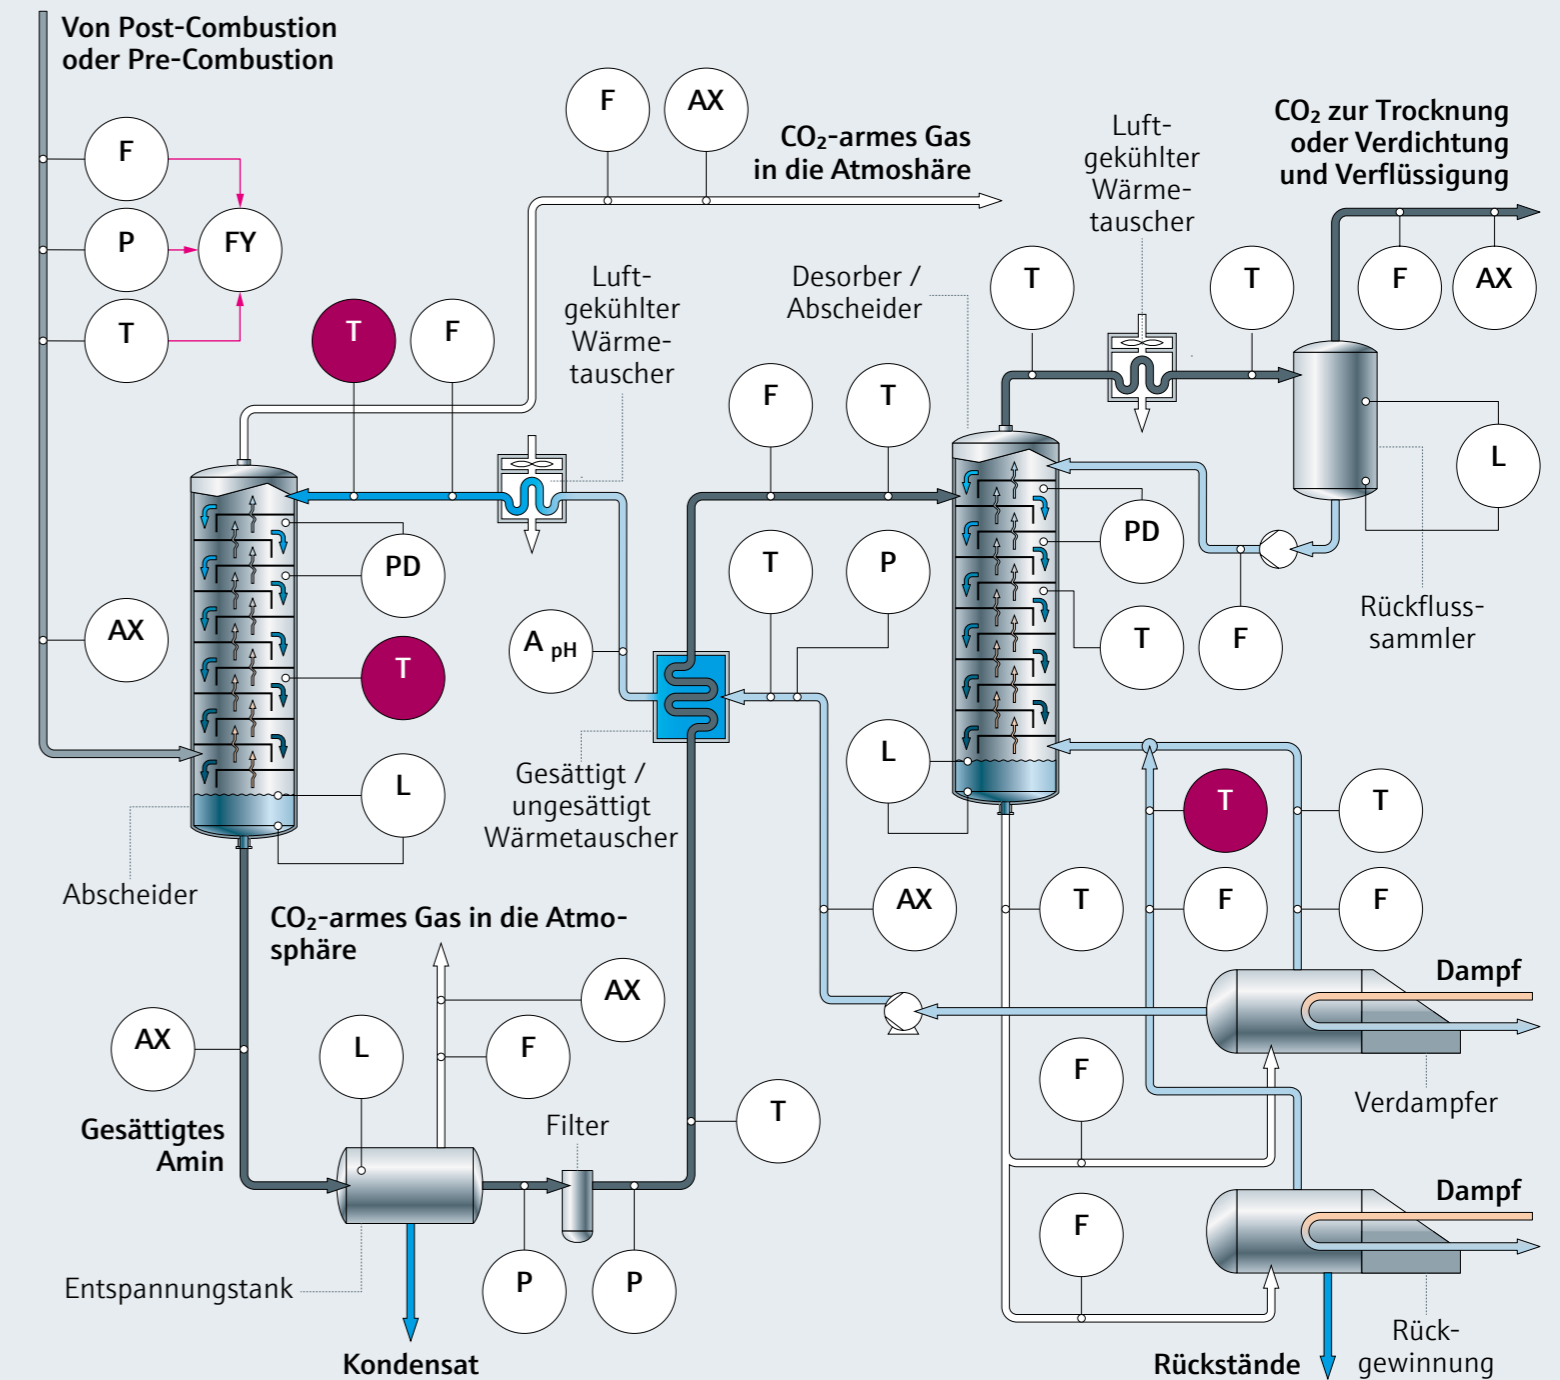 Von Post-Combustion
oder Pre-Combustion
F
P
T
FY
AX
F
AX
CO₂-armes Gas
in die Atmoshäre
Luft-
gekühlter
Wärme-
tauscher
CO₂ zur Trocknung
oder Verdichtung
und Verflüssigung
T
T
F
AX
T
F
Luft-
gekühlter
Wärme-
tauscher
Desorber /
Abscheider
F
T
L
PD
T
P
PD
A pH
T
T
F
Rückfluss-
sammler
L
Gesättigt /
ungesättigt
Wärmetauscher
L
T
T
Abscheider
AX
T
F
F
CO₂-armes Gas in die Atmo-
sphäre
AX
AX
L
F
Dampf
F
Verdampfer
Gesättigtes
Amin
Filter
T
Dampf
F
Entspannungstank
P
P
Kondensat
Rückstände
Rück-
gewinnung